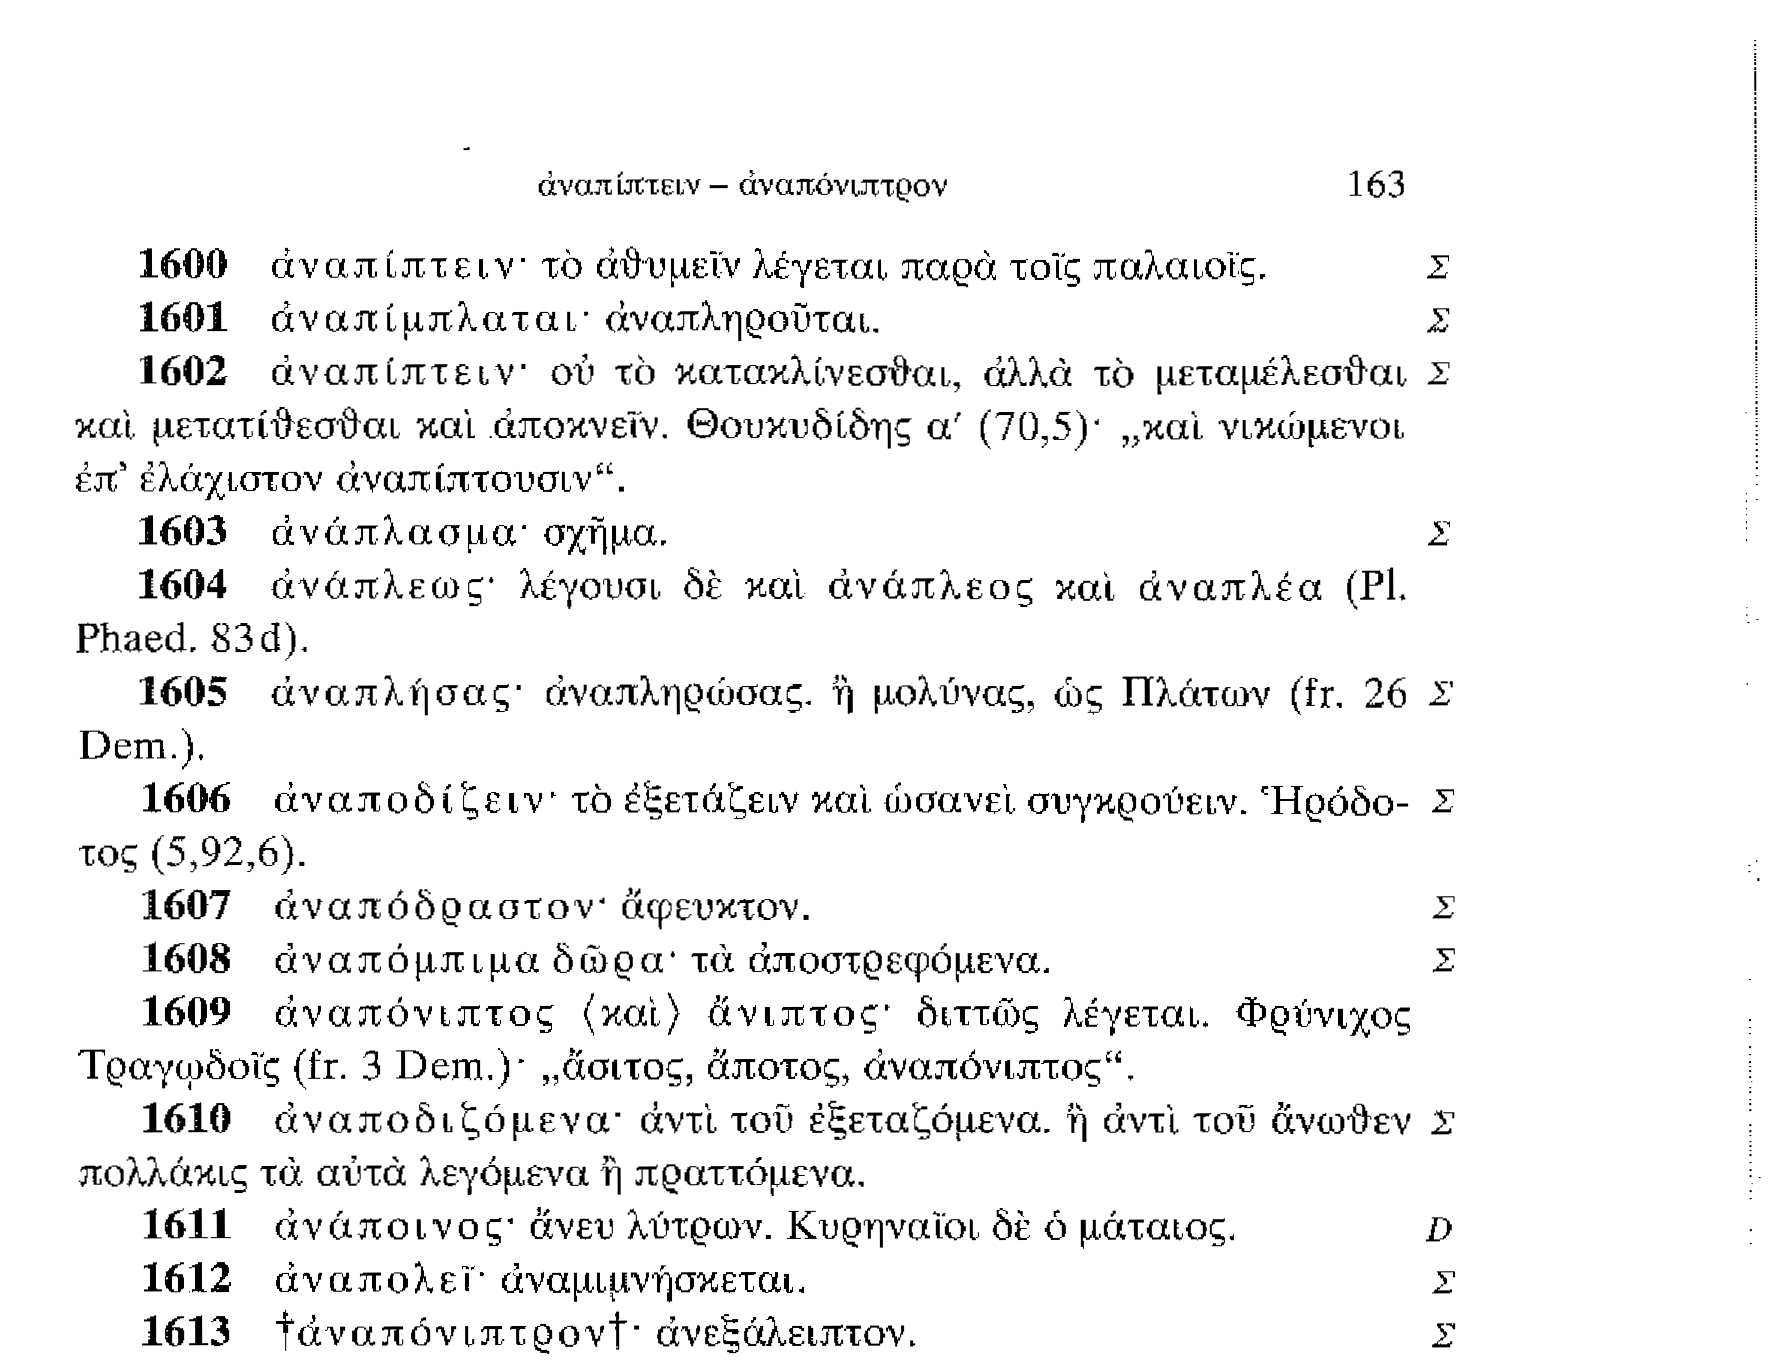 ἀναπίπτειν – ἀναπόνιπτρον 163
1600 ἀναπίπτειν· τὸ ἀθυμεῖν λέγεται παρὰ τοῖς παλαιοῖς. Σ
1601 ἀναπίμπλαται· ἀναπληροῦται. Σ
1602 ἀναπίπτειν· οὐ τὸ κατακλίνεσθαι, ἀλλὰ τὸ μεταμέλεσθαι Σ
καὶ μετατίθεσθαι καὶ ἀποκνεῖν. Θουκυδίδης α′ (70,5)· „καὶ νικώμενοι
ἐπ’ ἐλάχιστον ἀναπίπτουσιν“.
1603 ἀνάπλασμα· σχῆμα. Σ
1604 ἀνάπλεως· λέγουσι δὲ καὶ ἀνάπλεος καὶ ἀναπλέα (Pl.
Phaed. 83d).
1605 ἀναπλήσας· ἀναπληρώσας. ἢ μολύνας, ὡς Πλάτων (fr. 26 Σ
Dem.).
1606 ἀναποδίζειν· τὸ ἐξετάζειν καὶ ὡσανεὶ συγκρούειν. Ἡρόδο- Σ
τος (5,92,6).
1607 ἀναπόδραστον· ἄφευκτον. Σ
1608 ἀναπόμπιμα δῶρα· τὰ ἀποστρεφόμενα. Σ
1609 ἀναπόνιπτος ⟨καὶ⟩ ἄνιπτος· διττῶς λέγεται. Φρύνιχος
Τραγῳδοῖς (fr. 3 Dem.)· „ἄσιτος, ἄποτος, ἀναπόνιπτος“.
1610 ἀναποδιζόμενα· ἀντὶ τοῦ ἐξεταζόμενα. ἢ ἀντὶ τοῦ ἄνωθεν Σ
πολλάκις τὰ αὐτὰ λεγόμενα ἢ πραττόμενα.
1611 ἀνάποινος· ἄνευ λύτρων. Κυρηναῖοι δὲ ὁ μάταιος. D
1612 ἀναπολεῖ· ἀναμιμνήσκεται. Σ
1613 †ἀναπόνιπτρον†· ἀνεξάλειπτον. Σ